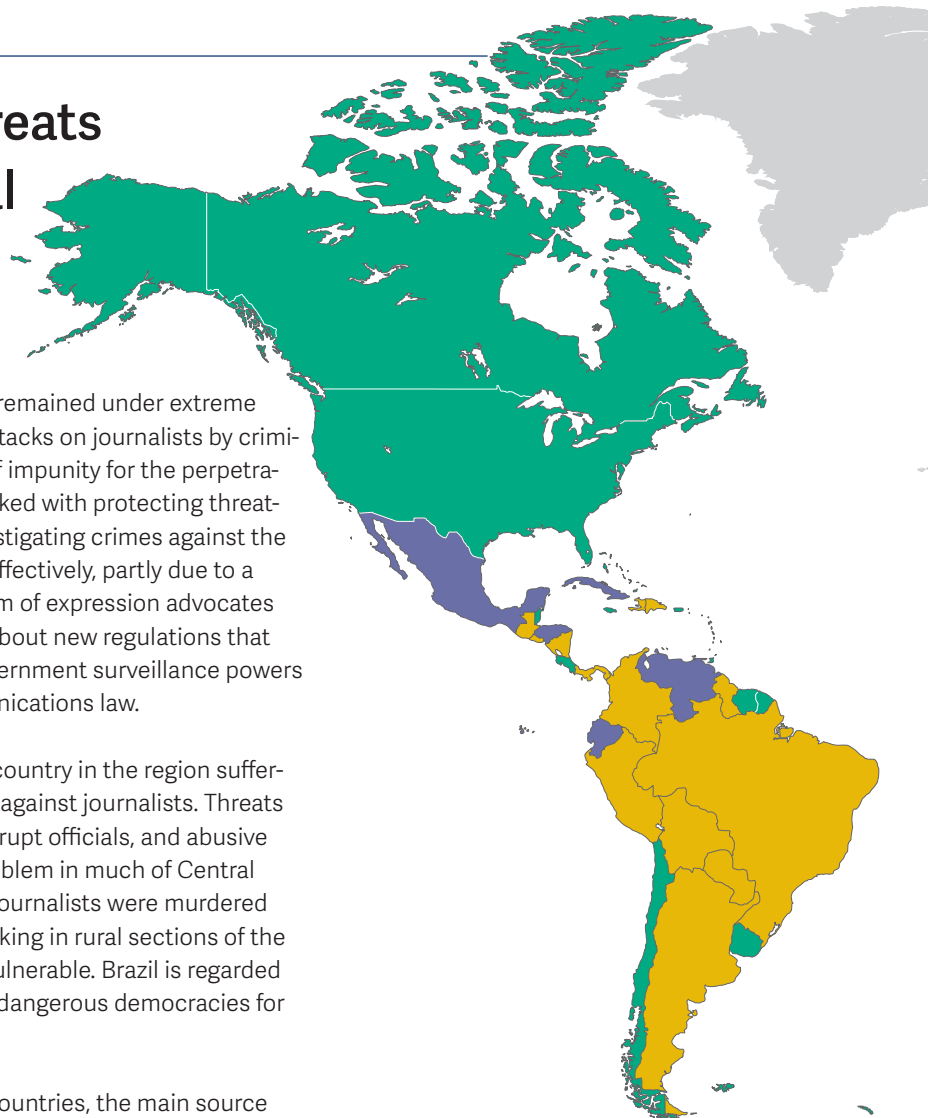 reats
l
remained under extreme
tacks on journalists by crimi-
f impunity for the perpetra-
ked with protecting threat-
stigating crimes against the
ffectively, partly due to a
m of expression advocates
about new regulations that
vernment surveillance powers
nications law.
country in the region suffer-
against journalists. Threats
rupt officials, and abusive
blem in much of Central
ournalists were murdered
king in rural sections of the
ulnerable. Brazil is regarded
dangerous democracies for
ountries, the main source